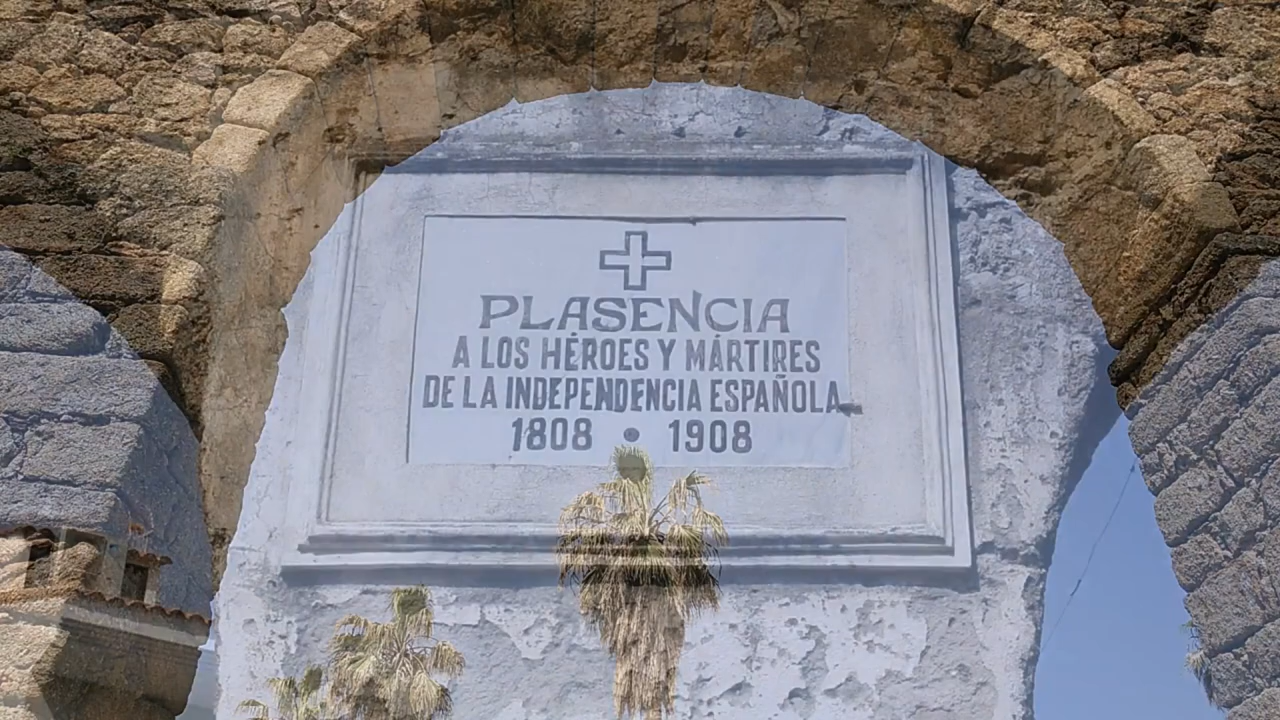 PLASENCIA
A LOS HÉROES Y MÁRTIRES
DE LA INDEPENDENCIA ESPAÑOLA
1808 • 1908